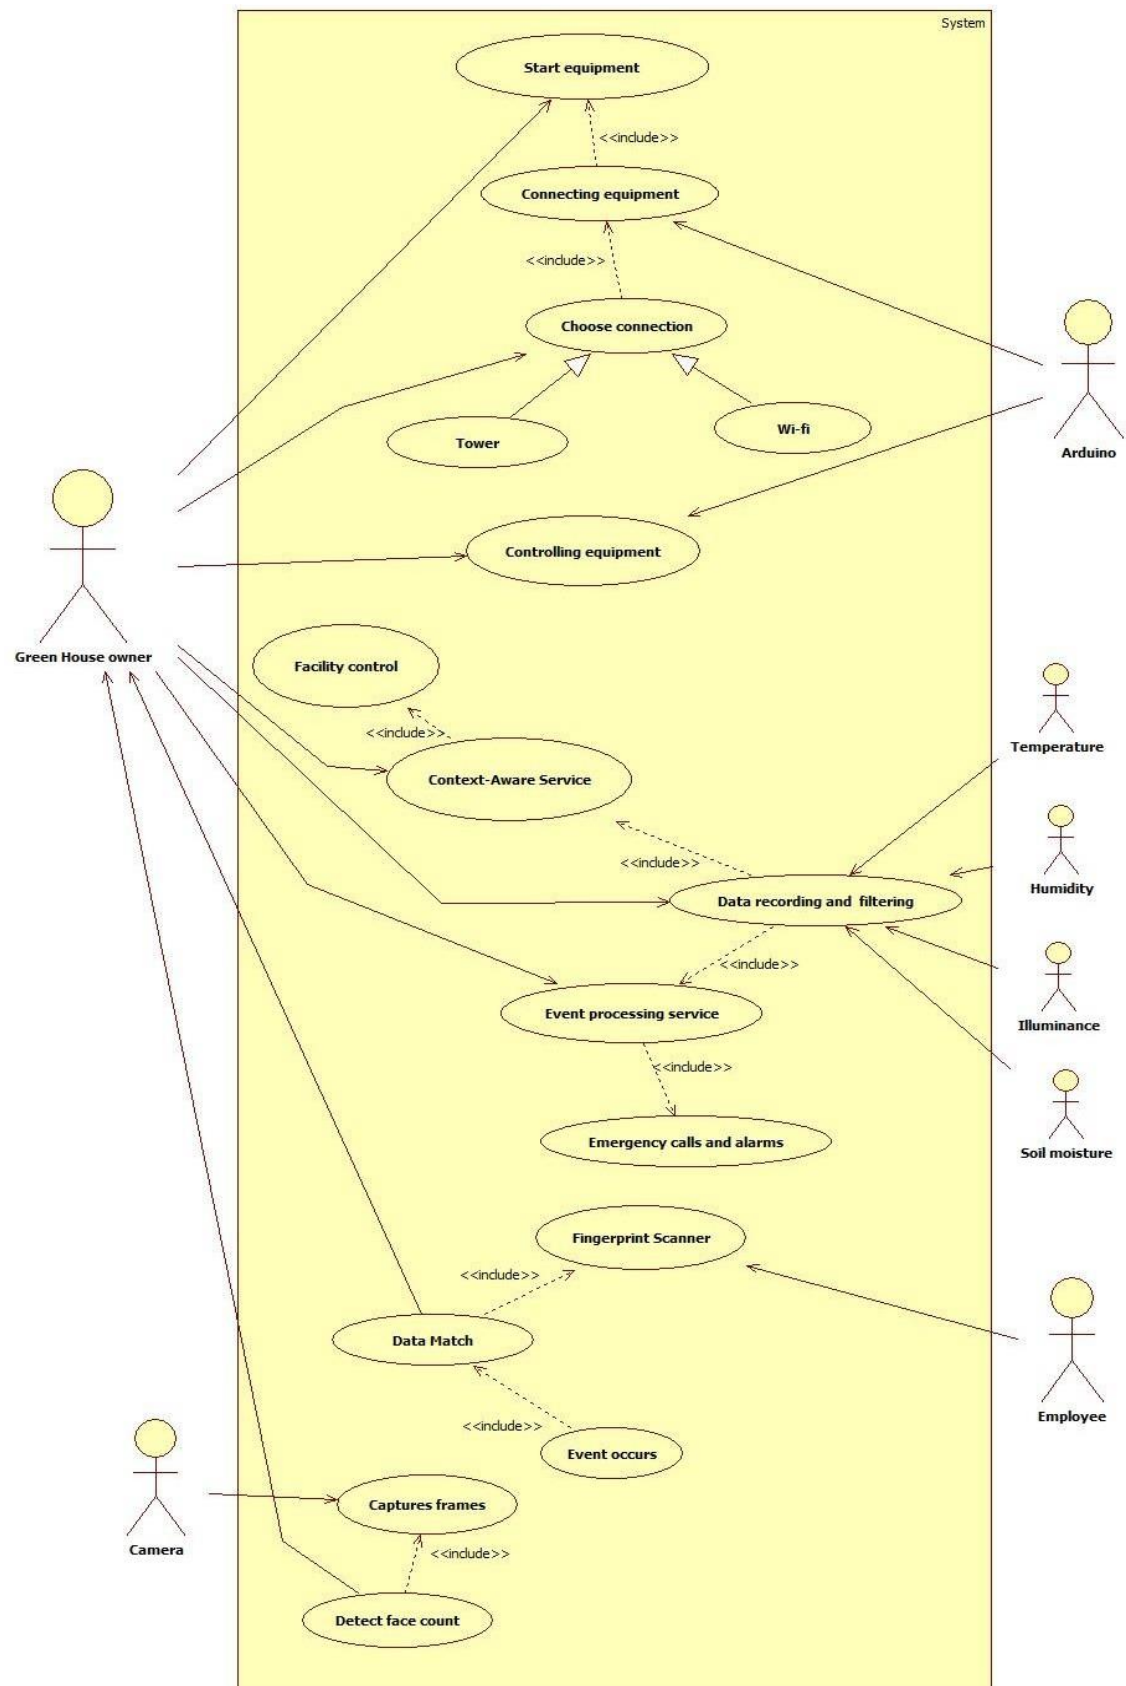 System
Start equipment
<<include>>
Connecting equipment
<<include>>
Choose connection
Tower
Wi-fi
Arduino
Controlling equipment
Green House owner
Facility control
<<include>>
Context-Aware Service
Temperature
<<include>>
Humidity
Data recording and filtering
<<include>>
Event processing service
Illuminance
<<include>>
Emergency calls and alarms
Soil moisture
Fingerprint Scanner
<<include>>
Data Match
Employee
<<include>>
Event occurs
Captures frames
Camera
<<include>>
Detect face count